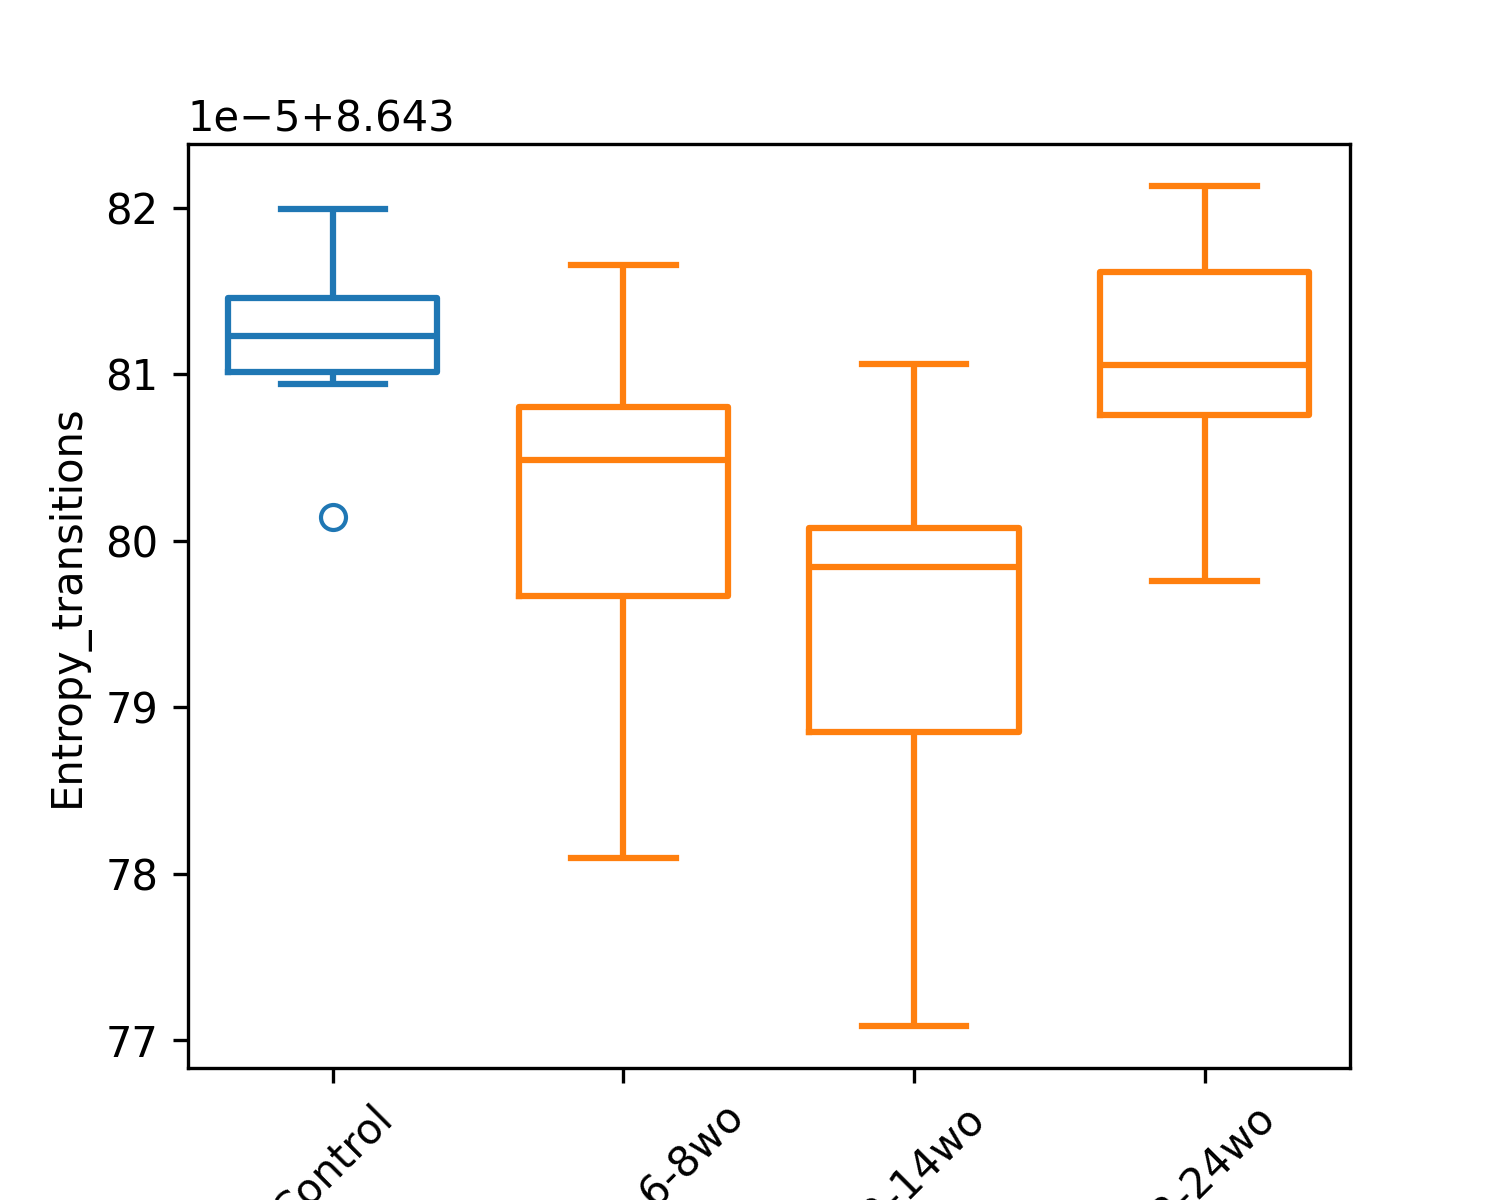 1e−5+8.643
82
81
80
79
78
77
Entropy_transitions
Control
6-8wo
-14wo
-24wo